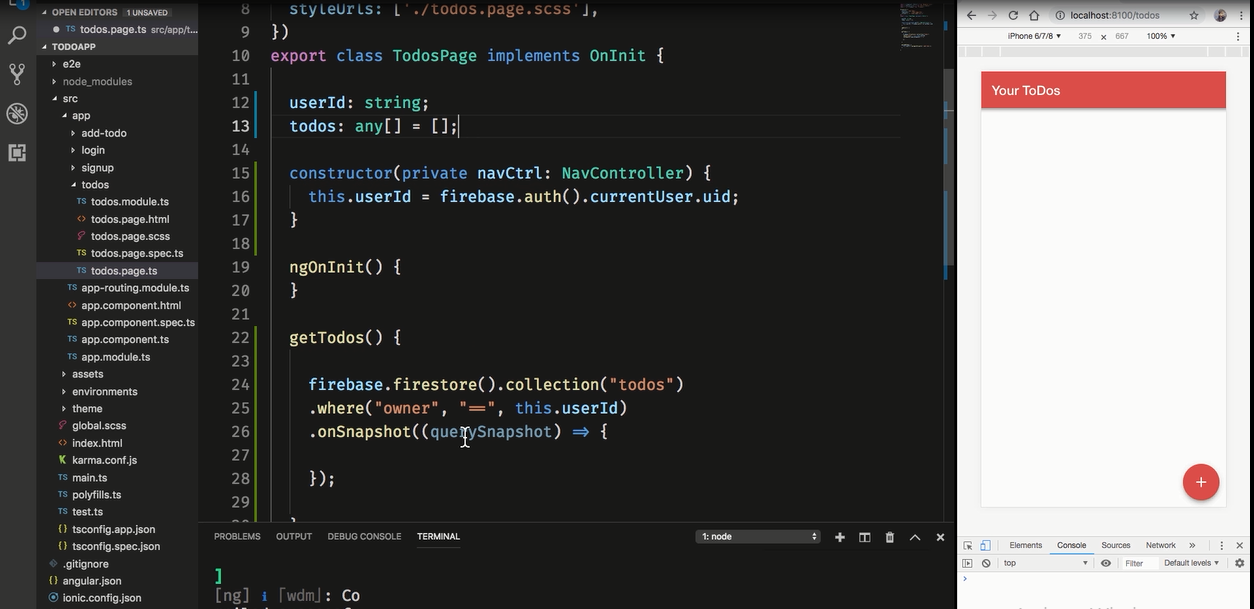 OPEN EDITORS 1 UNSAVED
TS todos.page.ts src/app/t...
TODOAPP
e2e
node_modules
src
app
add-todo
login
signup
todos
TS todos.module.ts
<> todos.page.html
todos.page.scss
TS todos.page.spec.ts
TS todos.page.ts
TS app-routing.module.ts
<> app.component.html
TS app.component.spec.ts
TS app.component.ts
TS app.module.ts
assets
environments
theme
global.scss
<> index.html
karma.conf.js
TS main.ts
TS polyfills.ts
TS test.ts
{} tsconfig.app.json
{} tsconfig.spec.json
.gitignore
{} angular.json
{} ionic.config.json
8 styleUrls: ['./todos.page.scss'],
9 })
10 export class TodosPage implements OnInit {
11
12 userId: string;
13 todos: any[] = [];
14
15 constructor(private navCtrl: NavController) {
16 this.userId = firebase.auth().currentUser.uid;
17 }
18
19 ngOnInit() {
20 }
21
22 getTodos() {
23
24 firebase.firestore().collection("todos")
25 .where("owner", "==", this.userId)
26 .onSnapshot((querySnapshot) => {
27
28 });
29
PROBLEMS OUTPUT DEBUG CONSOLE TERMINAL 1: node
]
[ng] ℹ ｢wdm｣: Co
localhost:8100/todos
iPhone 6/7/8 ▼ 375 x 667 100% ▼
Your ToDos
+
Elements Console Sources Network »
top ▼ Filter Default levels ▼
>